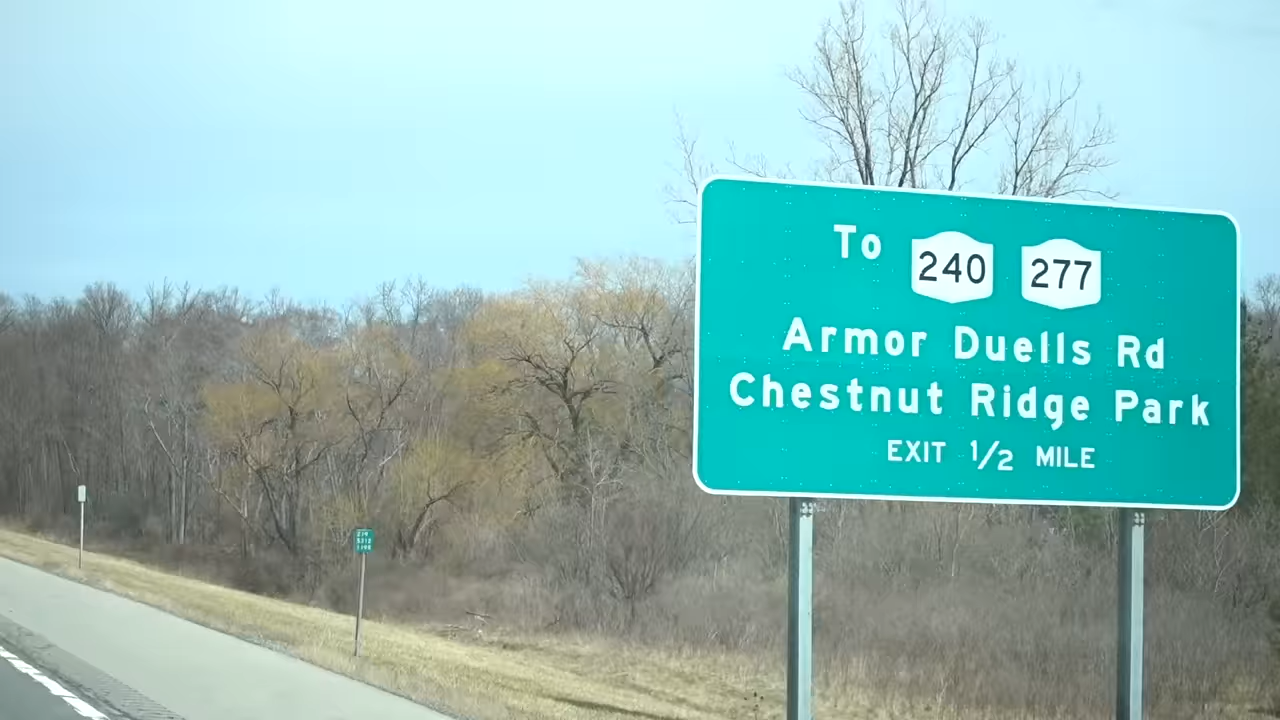 To 240 277
Armor Duells Rd
Chestnut Ridge Park
EXIT 1/2 MILE